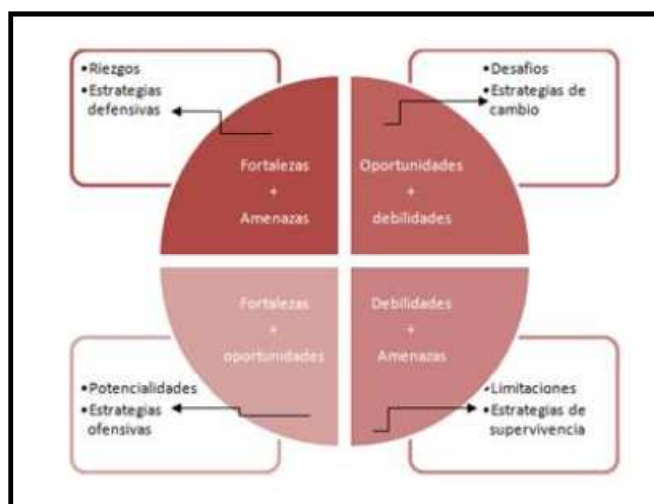 •Riezgos
•Estrategias
defensivas
Fortalezas
+
Amenazas
•Desafios
•Estrategias de
cambio
Oportunidades
+
debilidades
Fortalezas
+
oportunidades
•Potencialidades
•Estrategias
ofensivas
Debilidades
+
Amenazas
•Limitaciones
•Estrategias de
supervivencia